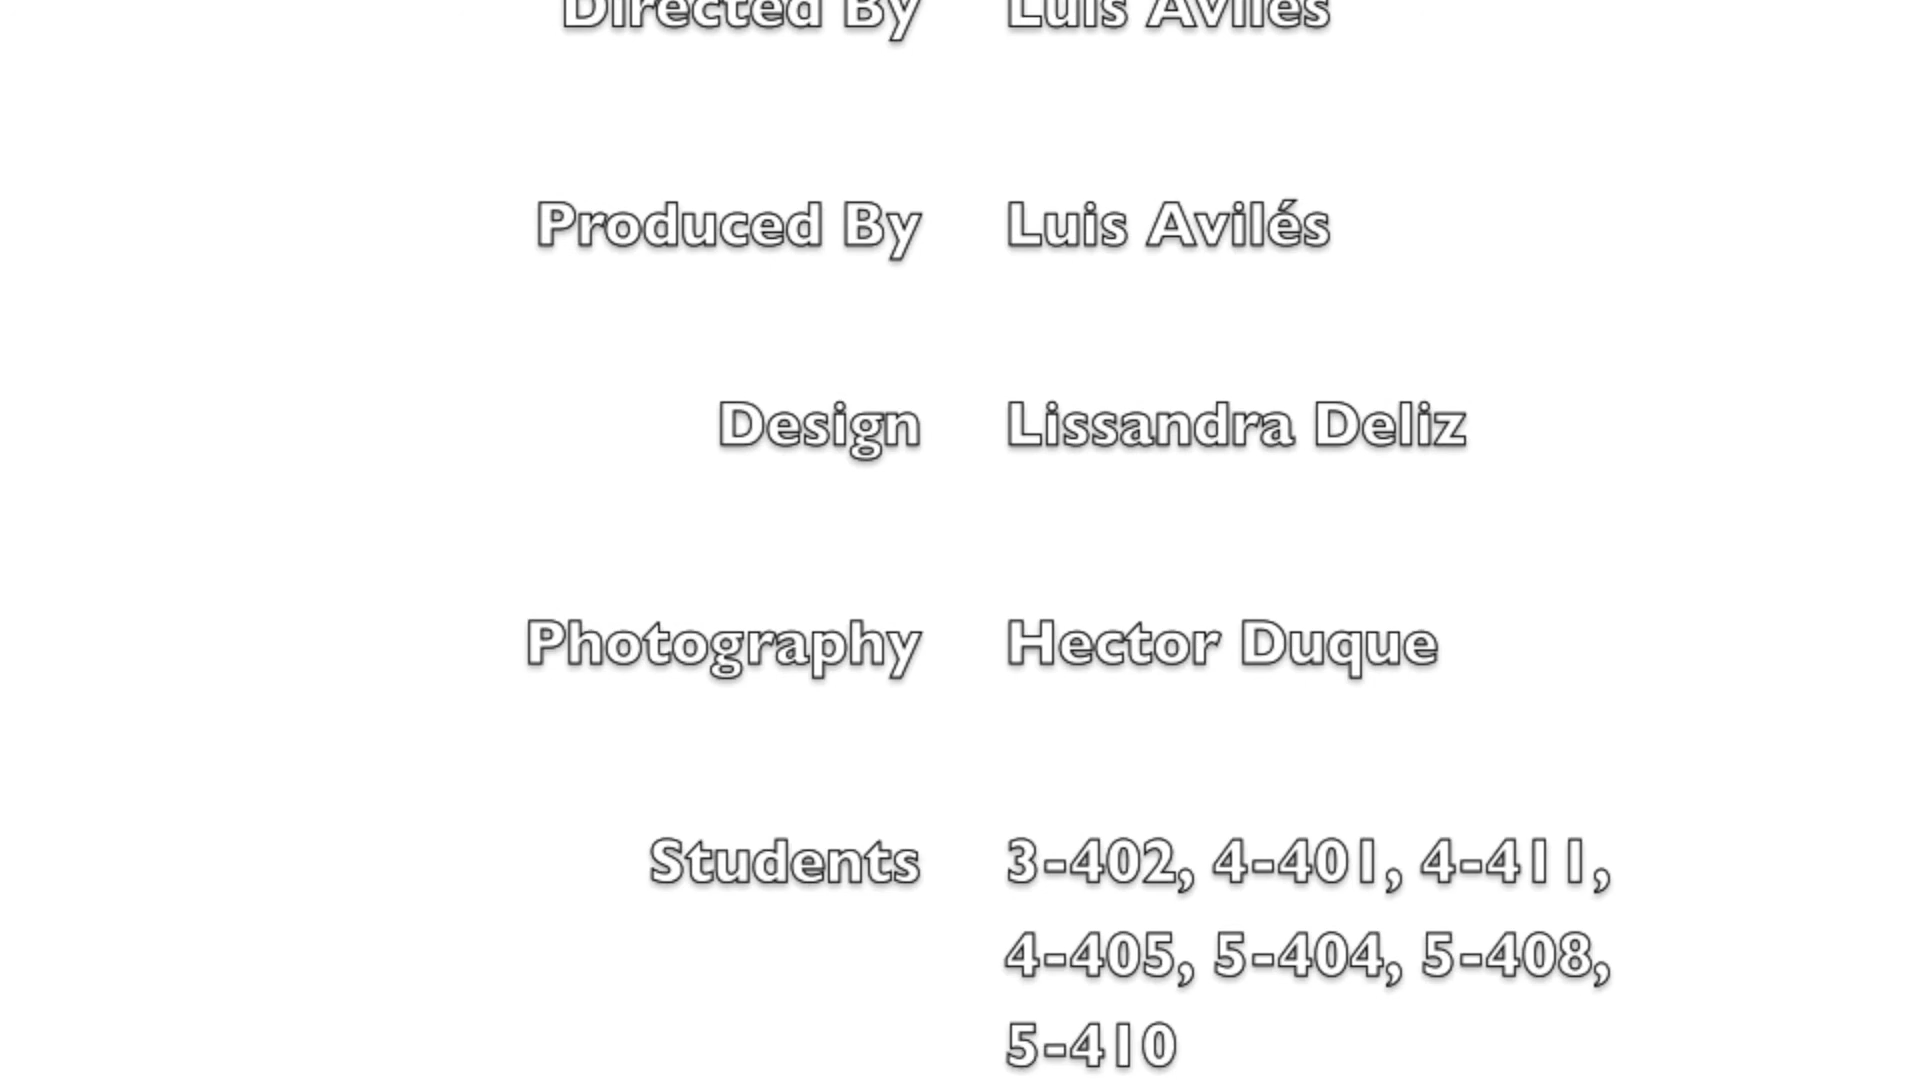 Directed By Luis Avilés
Produced By Luis Avilés
Design Lissandra Deliz
Photography Hector Duque
Students 3-402, 4-401, 4-411,
4-405, 5-404, 5-408,
5-410